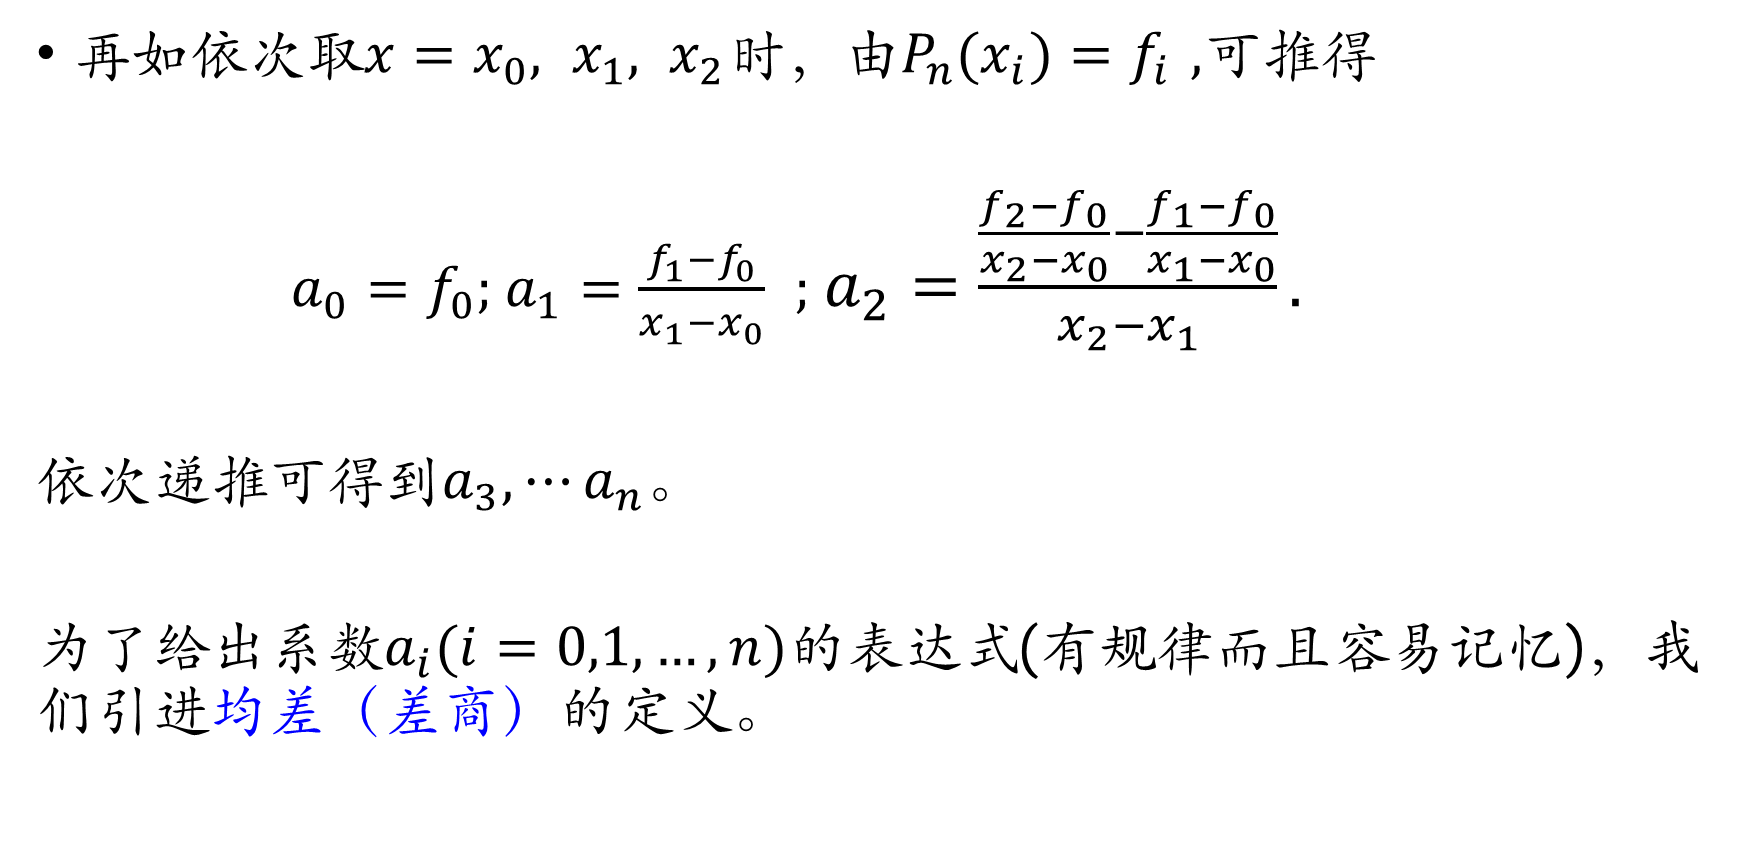 • 再如依次取x = x₀, x₁, x₂时，由Pₙ(xᵢ) = fᵢ ,可推得
a₀ = f₀; a₁ = \frac{f₁−f₀}{x₁−x₀} ; a₂ = \frac{\frac{f₂−f₀}{x₂−x₀}−\frac{f₁−f₀}{x₁−x₀}}{x₂−x₁}.
依次递推可得到a₃, ⋯ aₙ。
为了给出系数aᵢ(i = 0,1, … , n)的表达式(有规律而且容易记忆)，我
们引进均差（差商）的定义。